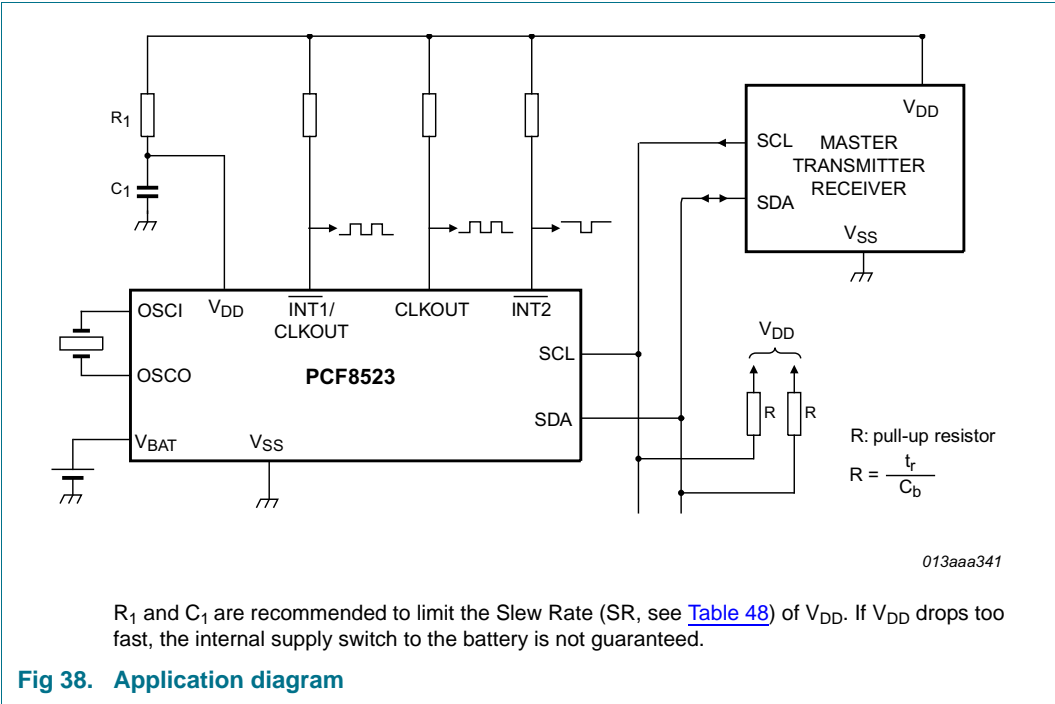 R1
C1
VDD
SCL
MASTER
TRANSMITTER
RECEIVER
SDA
VSS
OSCI
VDD
INT1/
CLKOUT
CLKOUT
INT2
SCL
OSCO
PCF8523
SDA
VBAT
VSS
VDD
R
R
R: pull-up resistor
R = tr / Cb
013aaa341
R1 and C1 are recommended to limit the Slew Rate (SR, see Table 48) of VDD. If VDD drops too
fast, the internal supply switch to the battery is not guaranteed.
Fig 38. Application diagram